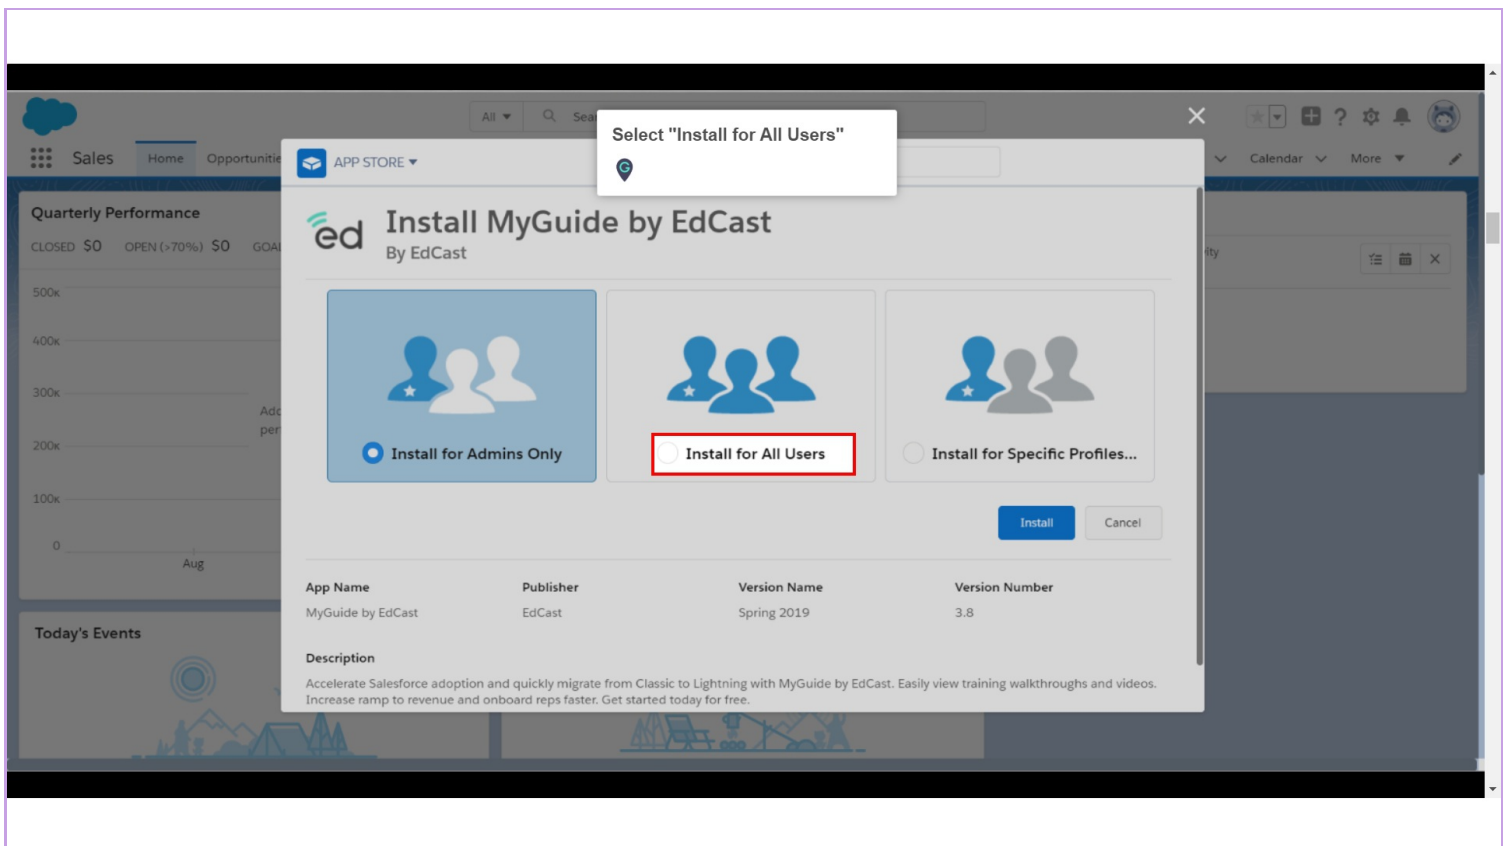 All
Sea
Select "Install for All Users"
G
Sales
Home
Opportunitie
APP STORE
Calendar
More
Quarterly Performance
CLOSED $0 OPEN (>70%) $0 GOAL
ed
Install MyGuide by EdCast
By EdCast
500K
400K
300K
200K
100K
0
Aug
Install for Admins Only
Install for All Users
Install for Specific Profiles...
Install
Cancel
App Name
Publisher
Version Name
Version Number
MyGuide by EdCast
EdCast
Spring 2019
3.8
Today's Events
Description
Accelerate Salesforce adoption and quickly migrate from Classic to Lightning with MyGuide by EdCast. Easily view training walkthroughs and videos.
Increase ramp to revenue and onboard reps faster. Get started today for free.